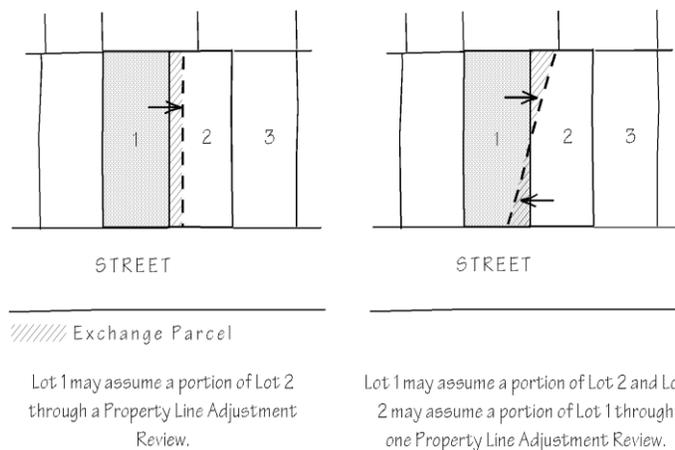 1 2 3
STREET
Exchange Parcel
Lot 1 may assume a portion of Lot 2
through a Property Line Adjustment
Review.
1 2 3
STREET
Lot 1 may assume a portion of Lot 2 and Lo
2 may assume a portion of Lot 1 through
one Property Line Adjustment Review.